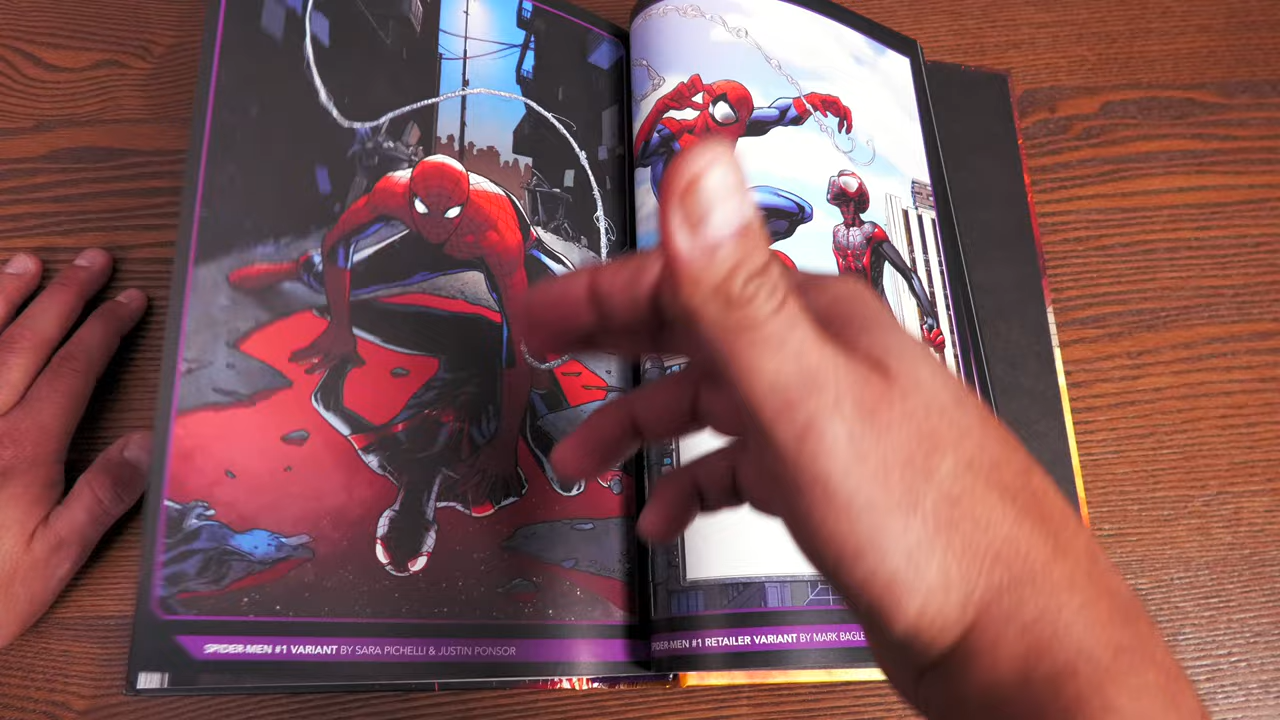 SPIDER-MEN #1 VARIANT BY SARA PICHELLI & JUSTIN PONSOR
SPIDER-MEN #1 RETAILER VARIANT BY MARK BAGLE